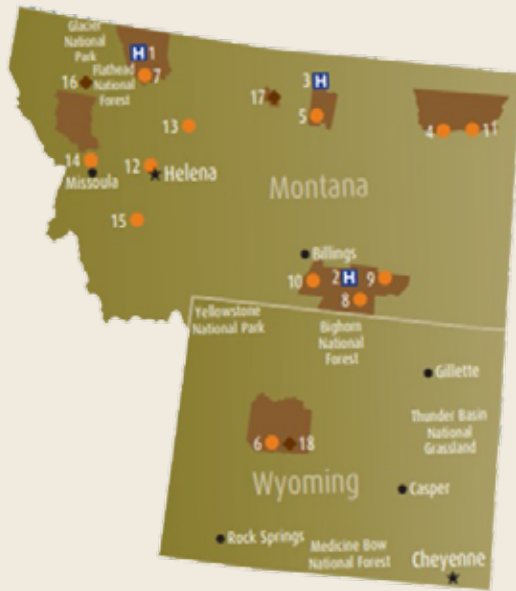 Glacier
National
Park
H 1
7
16
Flathead
National
Forest
3 H
17
5
4
11
13
14
12
Missoula
Helena
Montana
15
Billings
10
2 H
9
8
Yellowstone
National Park
Bighorn
National
Forest
Gillette
Thunder Basin
National
Grassland
6
18
Wyoming
Casper
Rock Springs
Medicine Bow
National Forest
Cheyenne